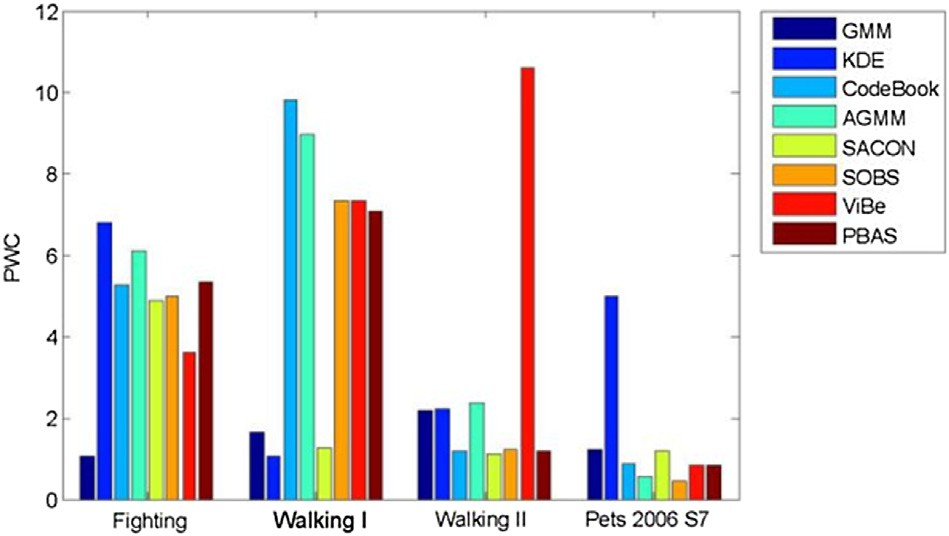 12
10
8
6
4
2
0
PWC
Fighting
Walking I
Walking II
Pets 2006 S7
GMM
KDE
CodeBook
AGMM
SACON
SOBS
ViBe
PBAS